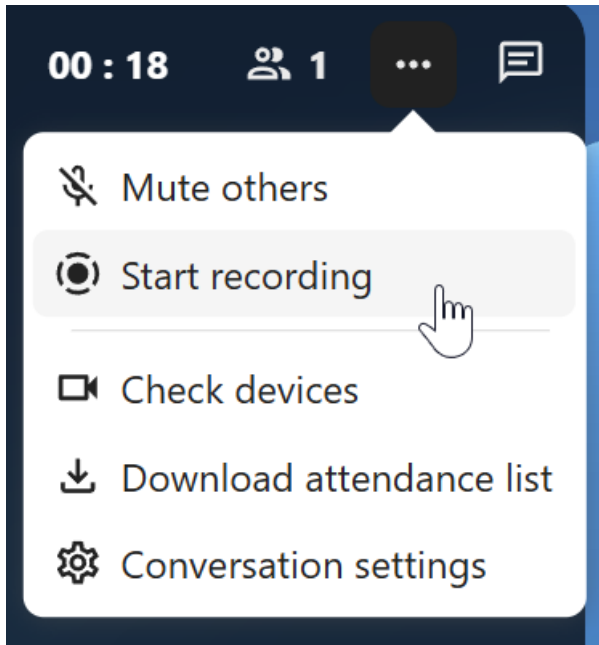 00 : 18 1
Mute others
Start recording
Check devices
Download attendance list
Conversation settings